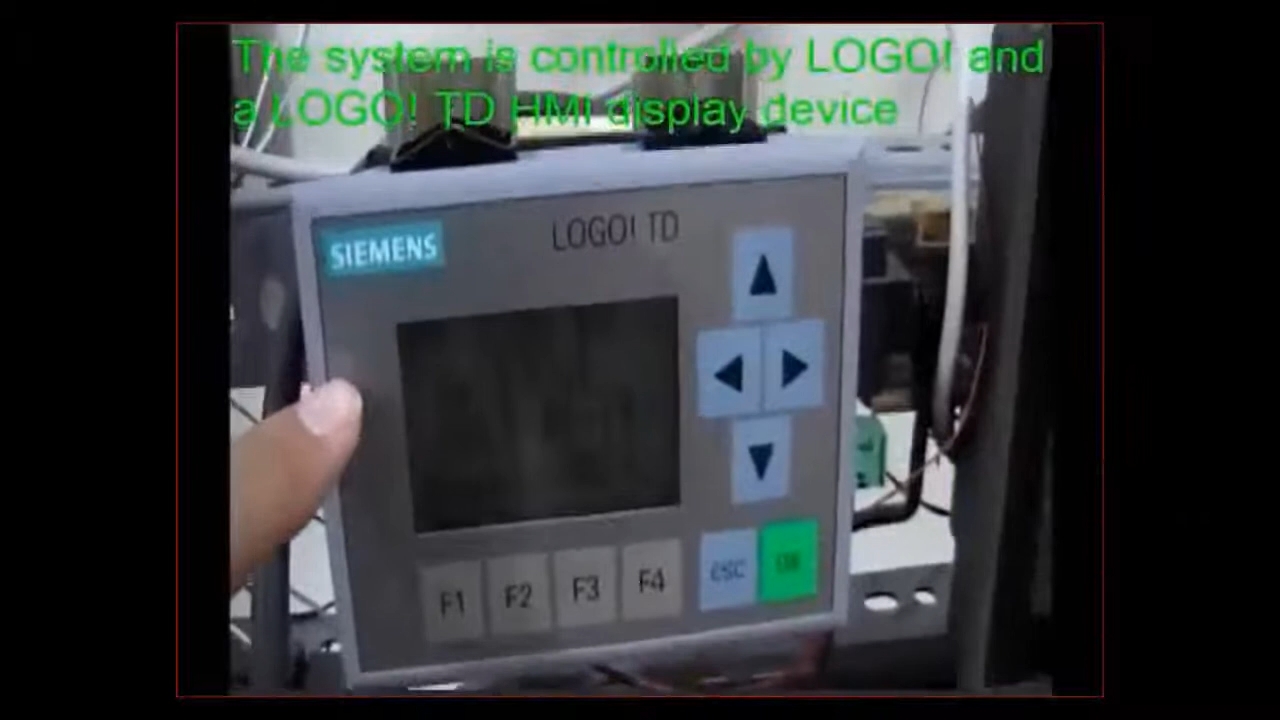 The system is controlled by LOGO! and
a LOGO! TD HMI display device
SIEMENS
LOGO! TD
F1 F2 F3 F4
ESC
OK